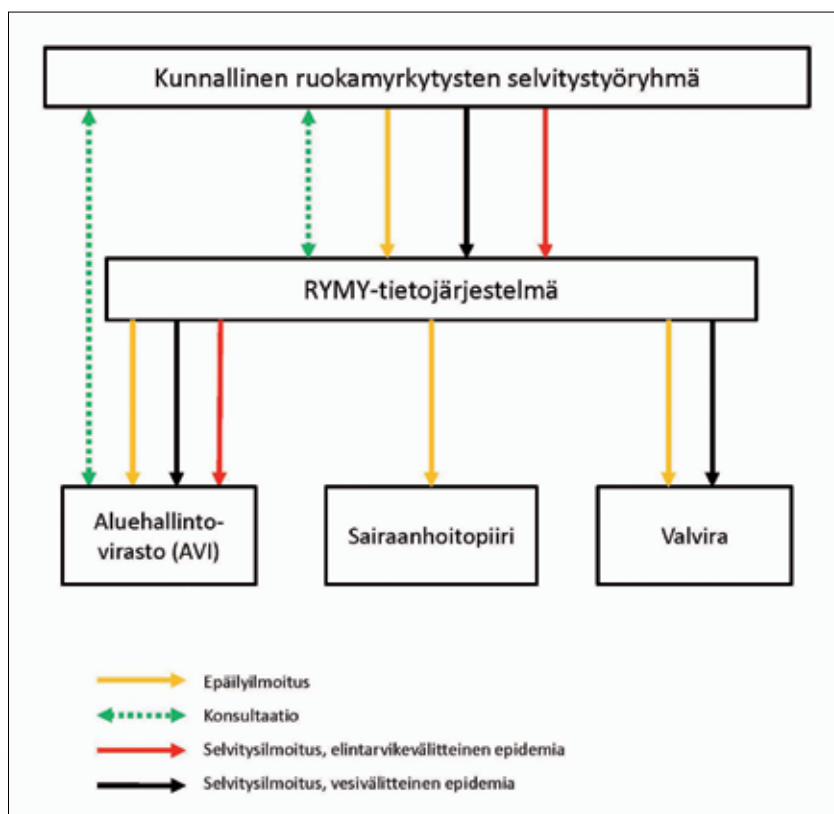 Kunnallinen ruokamyrkytysten selvitystyöryhmä
RYMY-tietojärjestelmä
Aluehallinto-
virasto (AVI)
Sairaanhoitopiiri
Valvira
Epäilyilmoitus
Konsultaatio
Selvitysilmoitus, elintarvikevälitteinen epidemia
Selvitysilmoitus, vesivälitteinen epidemia